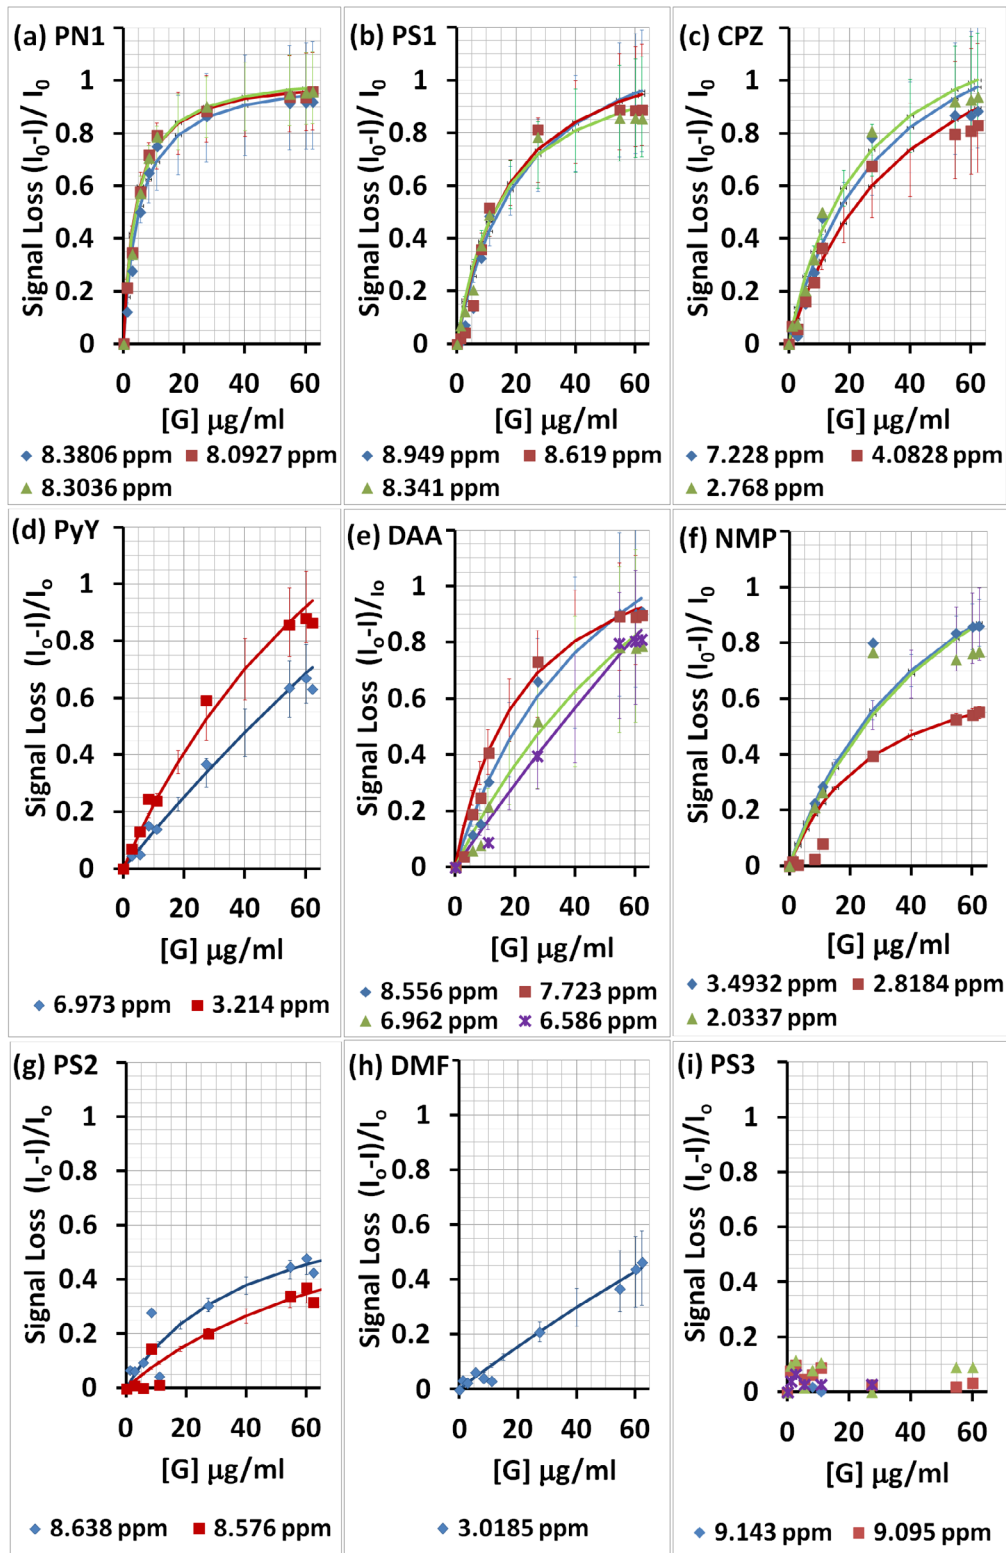 (a) PN1
Signal Loss (I0-I)/ I0
1
0.8
0.6
0.4
0.2
0
0 20 40 60
[G] µg/ml
8.3806 ppm 8.0927 ppm
8.3036 ppm
(b) PS1
Signal Loss (I0-I)/ I0
1
0.8
0.6
0.4
0.2
0
0 20 40 60
[G] µg/ml
8.949 ppm 8.619 ppm
8.341 ppm
(c) CPZ
Signal Loss (I0-I)/ I0
1
0.8
0.6
0.4
0.2
0
0 20 40 60
[G] µg/ml
7.228 ppm 4.0828 ppm
2.768 ppm
(d) PyY
Signal Loss (Io-I)/Io
1
0.8
0.6
0.4
0.2
0
0 20 40 60
[G] µg/ml
6.973 ppm 3.214 ppm
(e) DAA
Signal Loss (Io-I)/Io
1
0.8
0.6
0.4
0.2
0
0 20 40 60
[G] µg/ml
8.556 ppm 7.723 ppm
6.962 ppm 6.586 ppm
(f) NMP
Signal Loss (I0-I)/ I0
1
0.8
0.6
0.4
0.2
0
0 20 40 60
[G] µg/ml
3.4932 ppm 2.8184 ppm
2.0337 ppm
(g) PS2
Signal Loss (Io-I)/Io
1
0.8
0.6
0.4
0.2
0
0 20 40 60
[G] µg/ml
8.638 ppm 8.576 ppm
(h) DMF
Signal Loss (Io-I)/Io
1
0.8
0.6
0.4
0.2
0
0 20 40 60
[G] µg/ml
3.0185 ppm
(i) PS3
Signal Loss (Io-I)/Io
1
0.8
0.6
0.4
0.2
0
0 20 40 60
[G] µg/ml
9.143 ppm 9.095 ppm